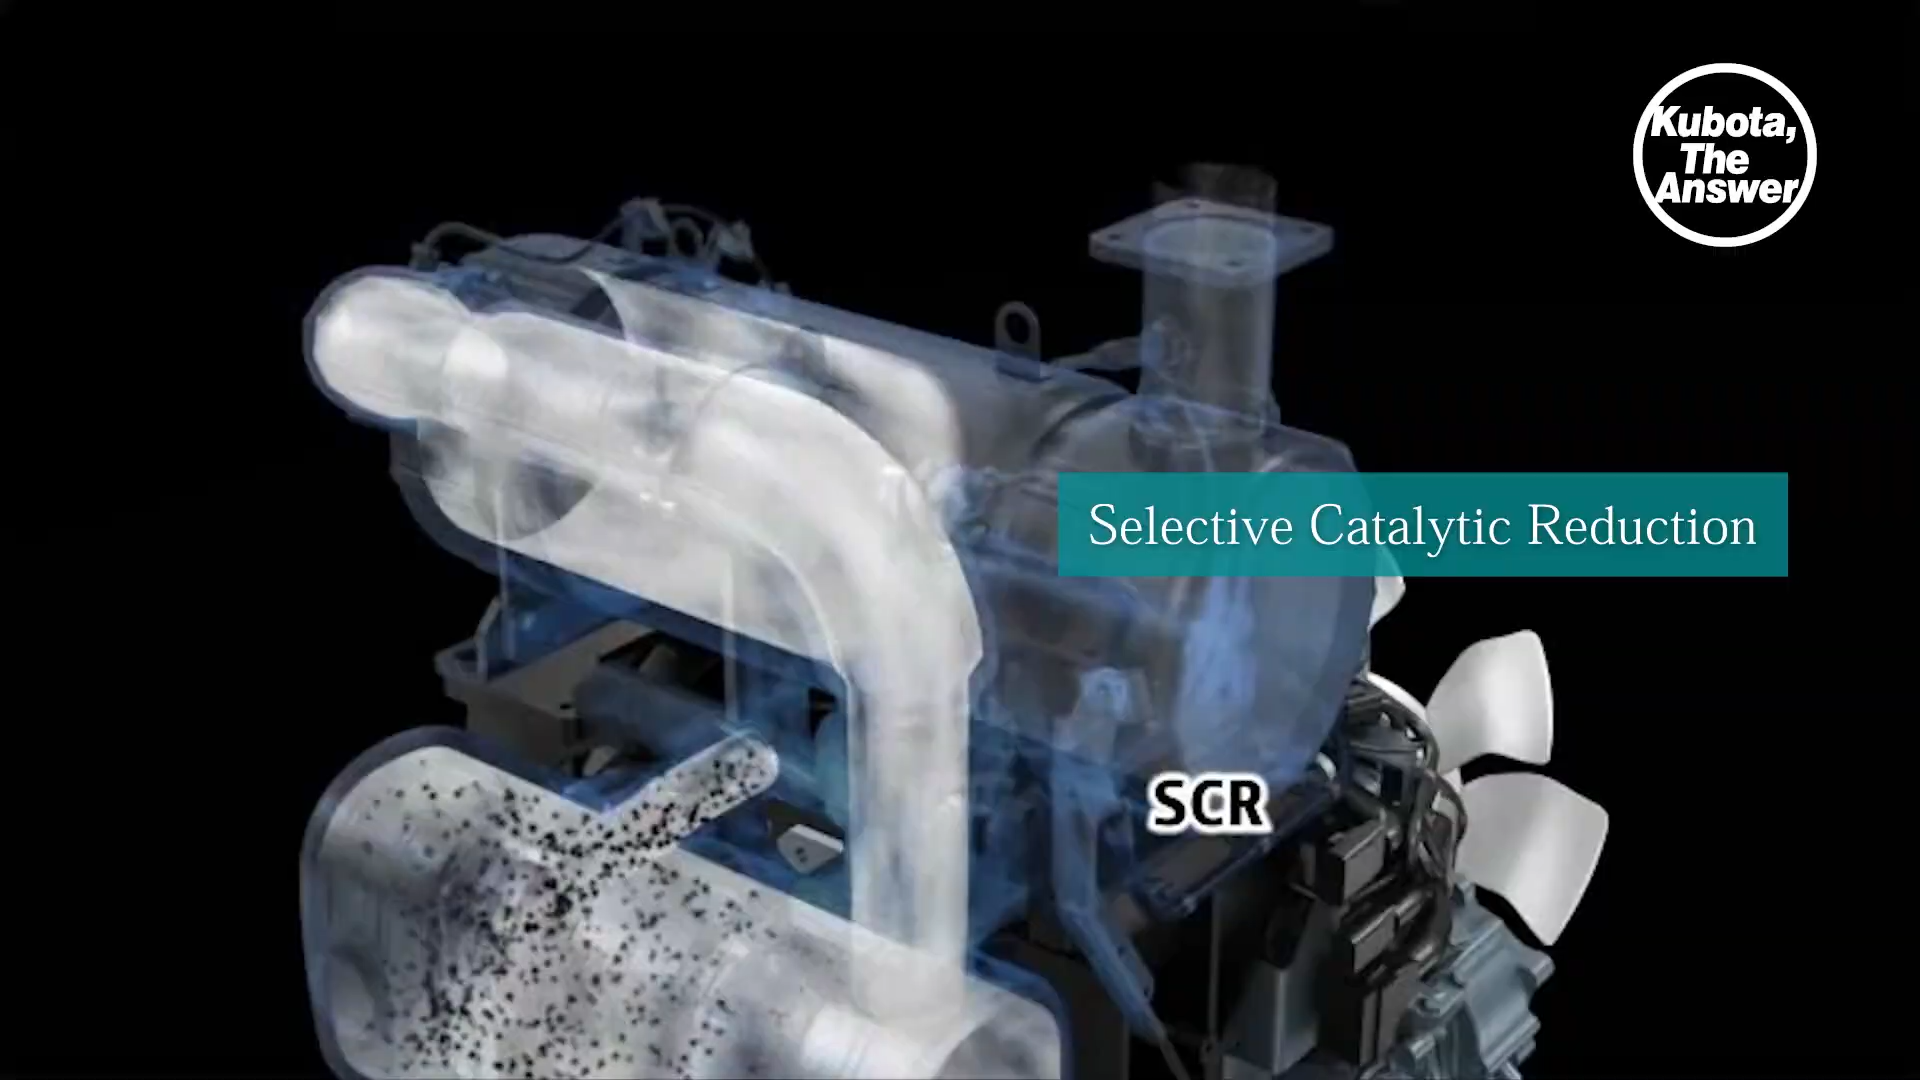 Kubota,
The
Answer
Selective Catalytic Reduction
SCR